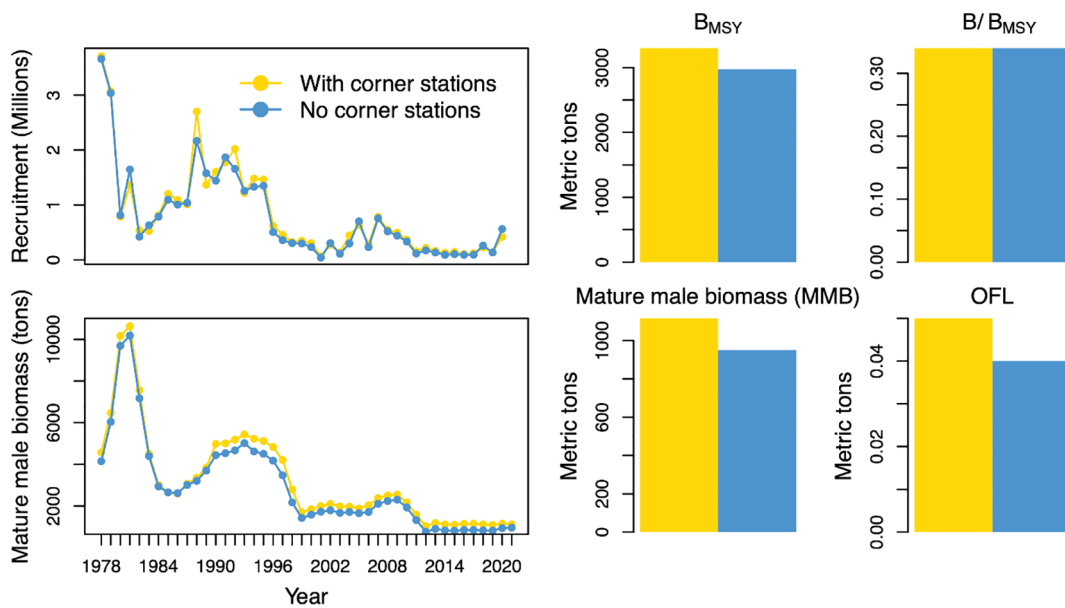 Recruitment (Millions)
3
2
1
0
With corner stations
No corner stations
Mature male biomass (tons)
10000
6000
2000
1978 1984 1990 1996 2002 2008 2014 2020
Year
B_MSY
Metric tons
3000
2000
1000
0
B/ B_MSY
0.30
0.20
0.10
0.00
Mature male biomass (MMB)
Metric tons
1000
600
200
0
OFL
Metric tons
0.04
0.02
0.00